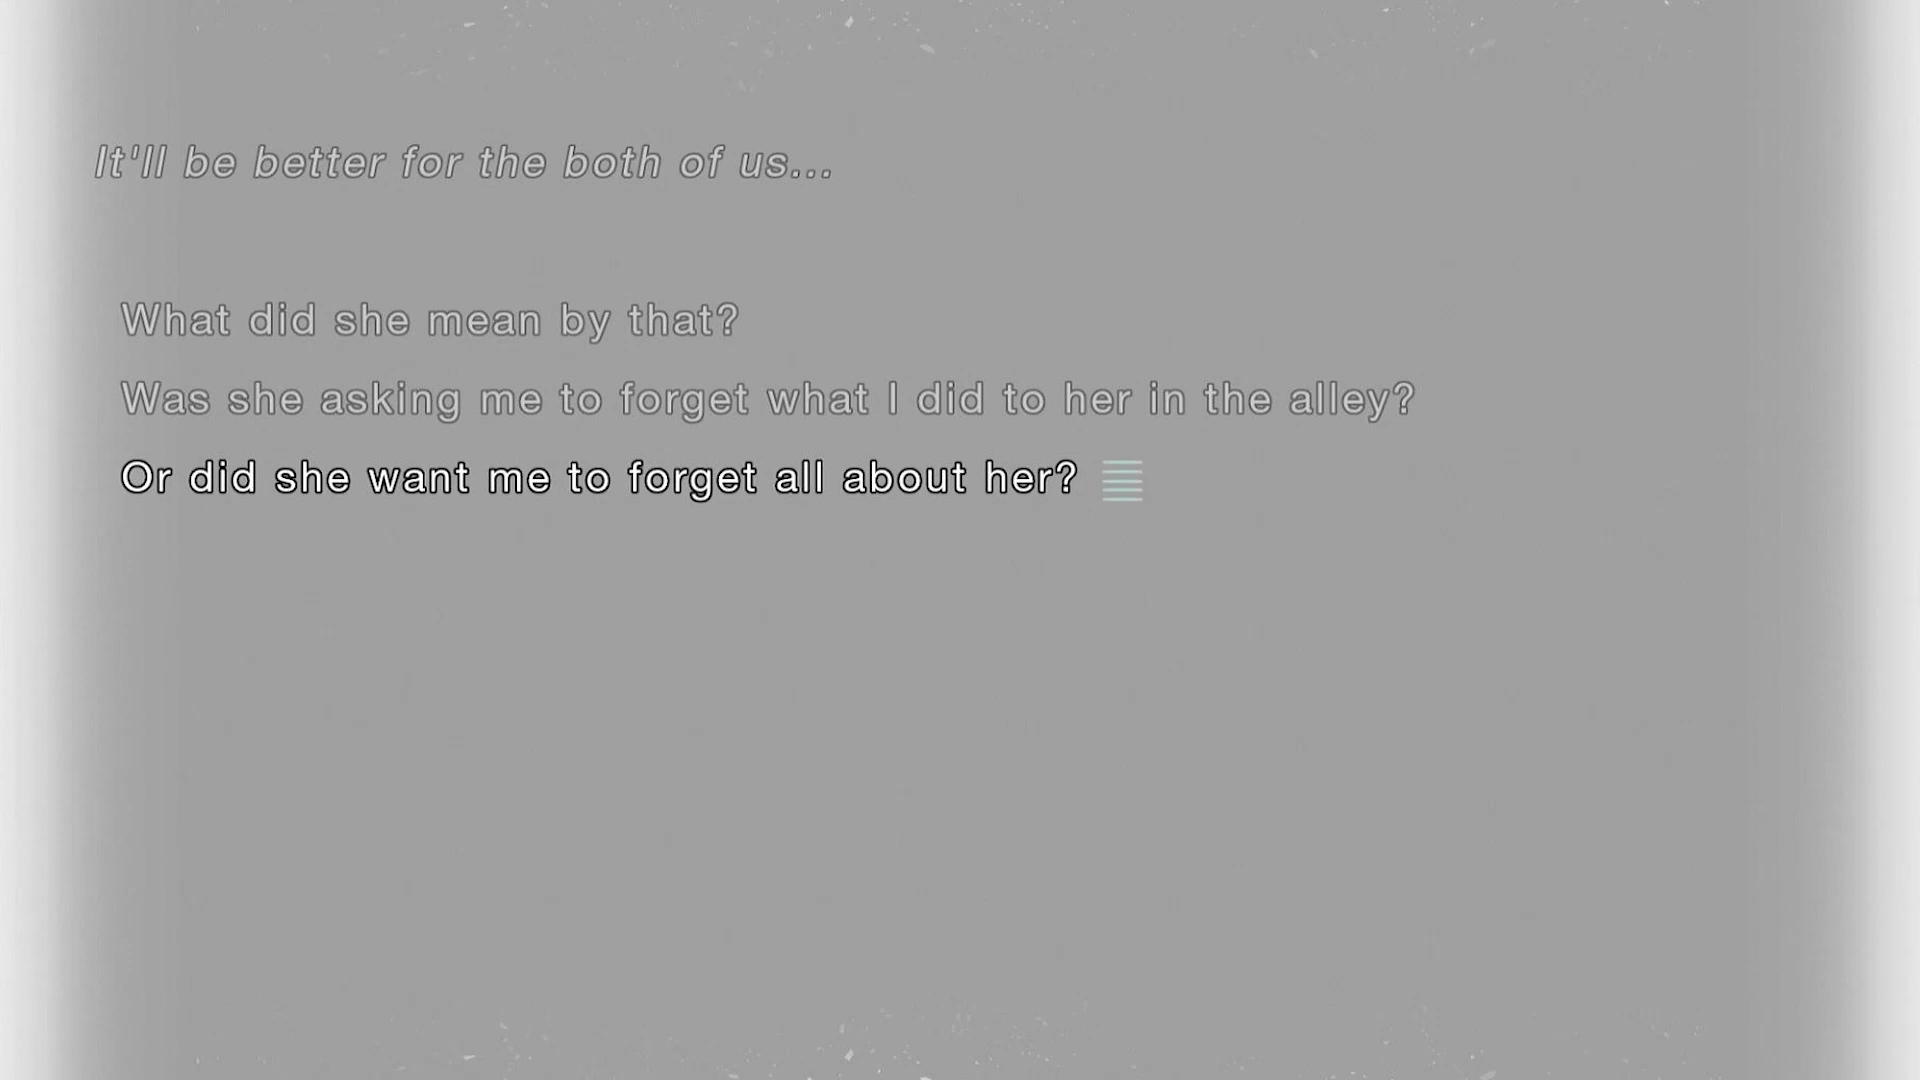 It'll be better for the both of us...
What did she mean by that?
Was she asking me to forget what I did to her in the alley?
Or did she want me to forget all about her?